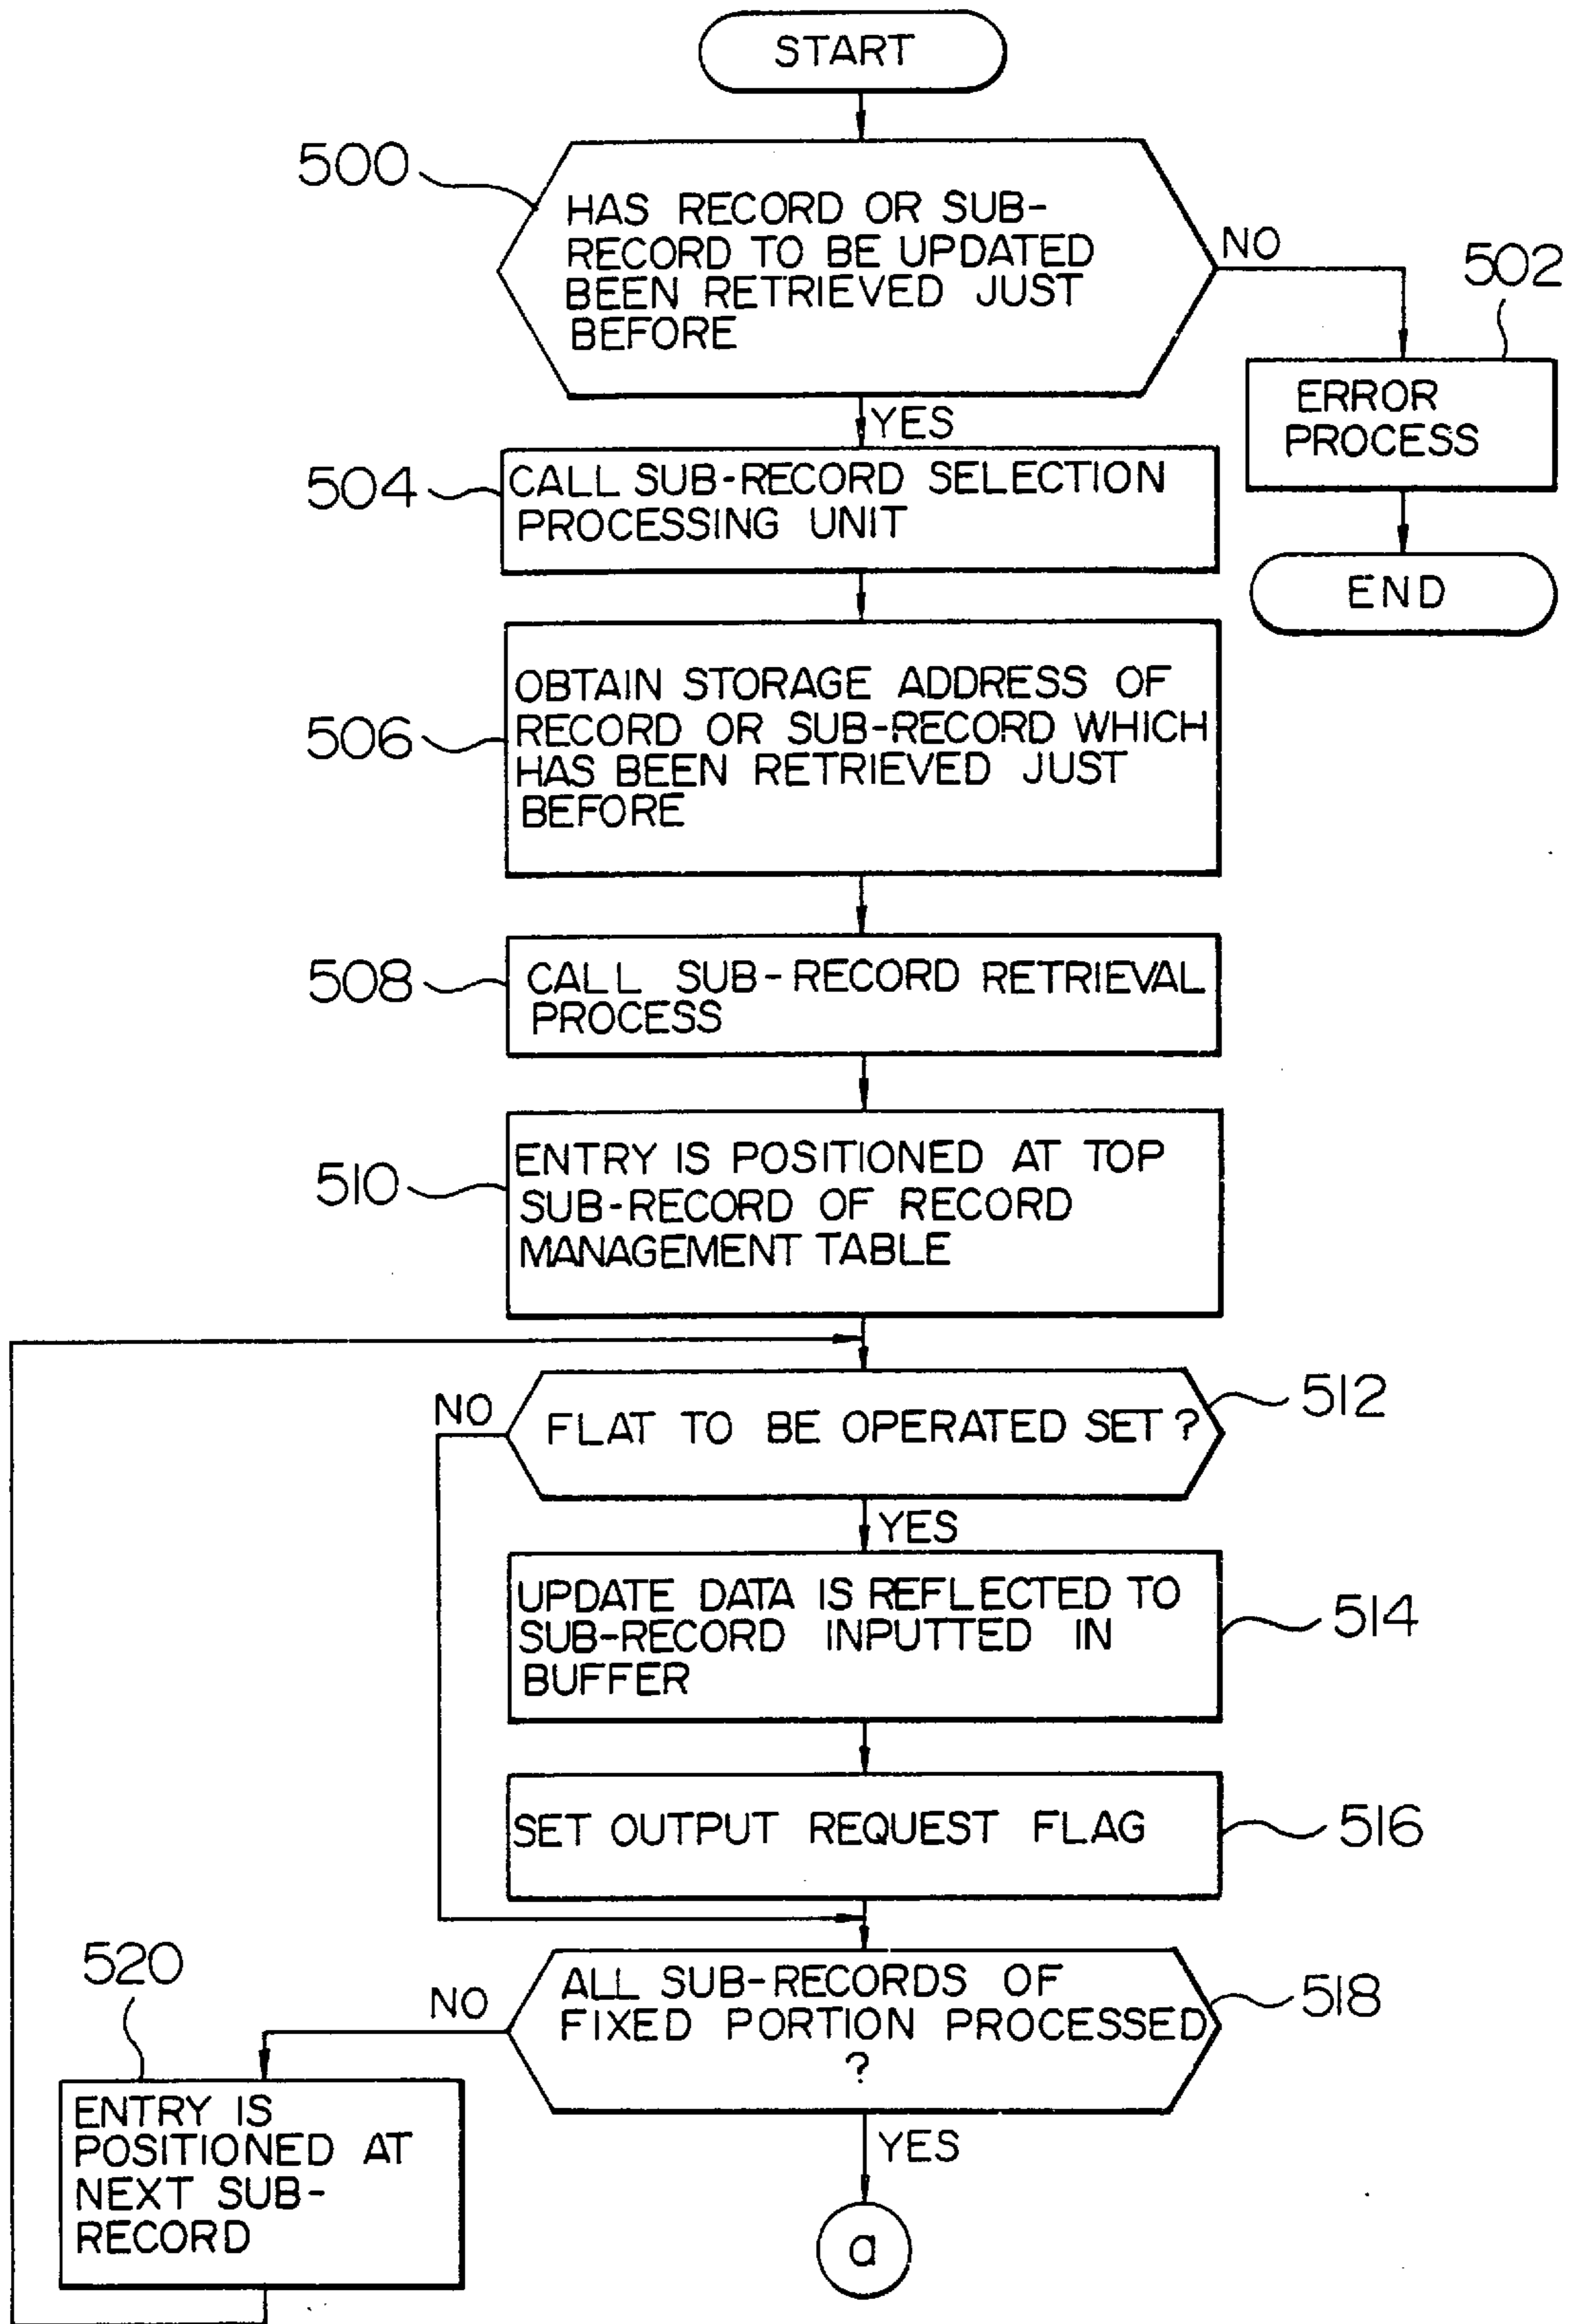 START
500
HAS RECORD OR SUB-
RECORD TO BE UPDATED
BEEN RETRIEVED JUST
BEFORE
NO
502
ERROR
PROCESS
END
YES
504
CALL SUB-RECORD SELECTION
PROCESSING UNIT
506
OBTAIN STORAGE ADDRESS OF
RECORD OR SUB-RECORD WHICH
HAS BEEN RETRIEVED JUST
BEFORE
508
CALL SUB-RECORD RETRIEVAL
PROCESS
510
ENTRY IS POSITIONED AT TOP
SUB-RECORD OF RECORD
MANAGEMENT TABLE
NO
FLAT TO BE OPERATED SET ?
512
YES
UPDATE DATA IS REFLECTED TO
SUB-RECORD INPUTTED IN
BUFFER
514
SET OUTPUT REQUEST FLAG
516
ALL SUB-RECORDS OF
FIXED PORTION PROCESSED
?
518
NO
520
ENTRY IS
POSITIONED AT
NEXT SUB-
RECORD
YES
a